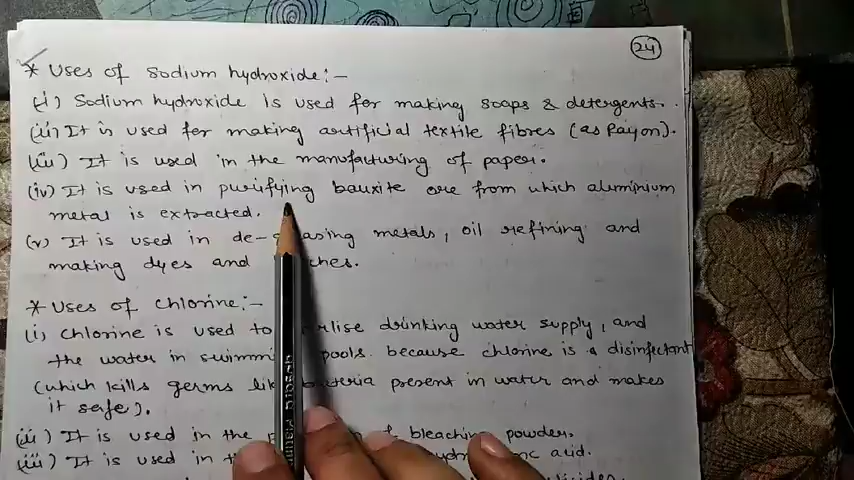 24
* Uses of Sodium hydroxide:-
(i) Sodium hydroxide is used for making soaps & detergents.
(ii) It is used for making artificial textile fibres (as Rayon).
(iii) It is used in the manufacturing of paper.
(iv) It is used in purifying bauxite ore from which aluminium
metal is extracted.
(v) It is used in de- metals, oil refining and
making dyes and
* Uses of chlorine:-
(i) chlorine is used to drinking water supply, and
the water in pools because chlorine is a disinfectant
(which kills germs bacteria present in water and makes
it safe).
(ii) It is used in the bleaching powder.
(iii) It is used in acid.